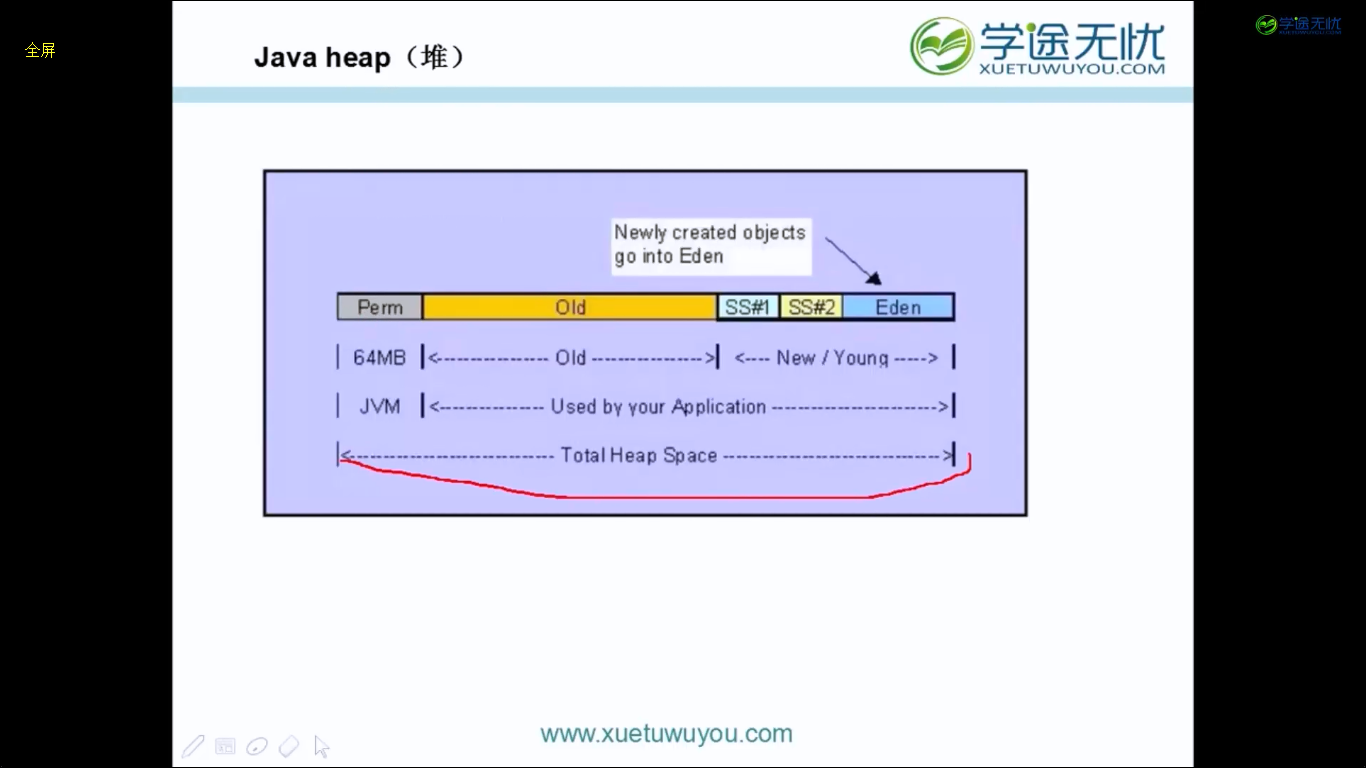 全屏
Java heap（堆）
学途无忧
XUETUWUYOU.COM
学途无忧
XUETUWUYOU.COM
Newly created objects
go into Eden
Perm Old SS#1 SS#2 Eden
64MB <--------------- Old --------------> <---- New / Young ----->
JVM <-------------- Used by your Application --------------------->
<-------------------------- Total Heap Space ---------------------------->
www.xuetuwuyou.com